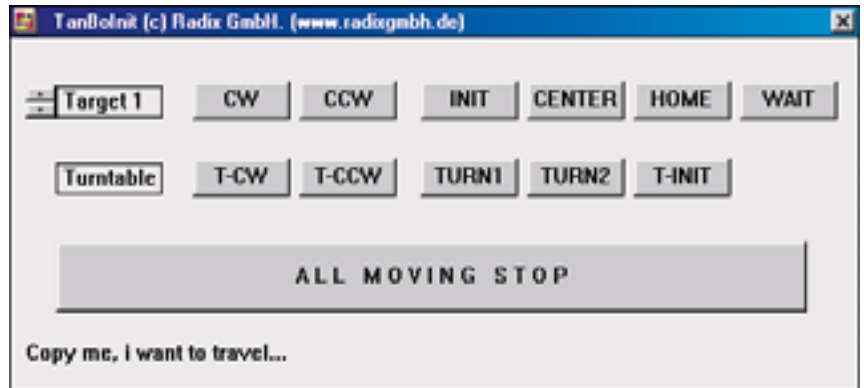 TanBoInit (c) Radix GmbH. (www.radixgmbh.de)
Target 1 CW CCW INIT CENTER HOME WAIT
Turntable T-CW T-CCW TURN1 TURN2 T-INIT
ALL MOVING STOP
Copy me, i want to travel...